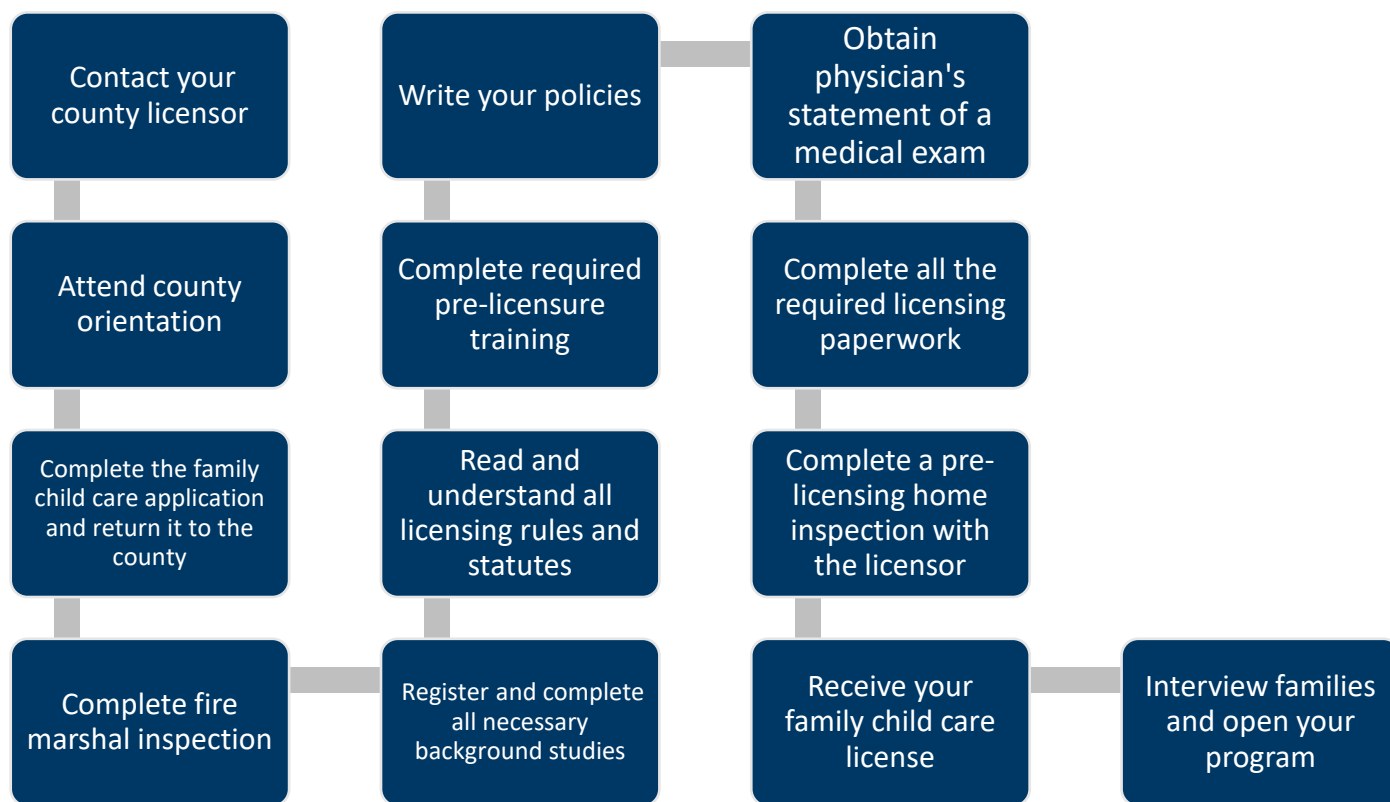 Contact your
county licensor
Attend county
orientation
Complete the family
child care application
and return it to the
county
Complete fire
marshal inspection
Register and complete
all necessary
background studies
Read and
understand all
licensing rules and
statutes
Complete required
pre-licensure
training
Write your policies
Obtain
physician's
statement of a
medical exam
Complete all the
required licensing
paperwork
Complete a pre-
licensing home
inspection with
the licensor
Receive your
family child care
license
Interview families
and open your
program